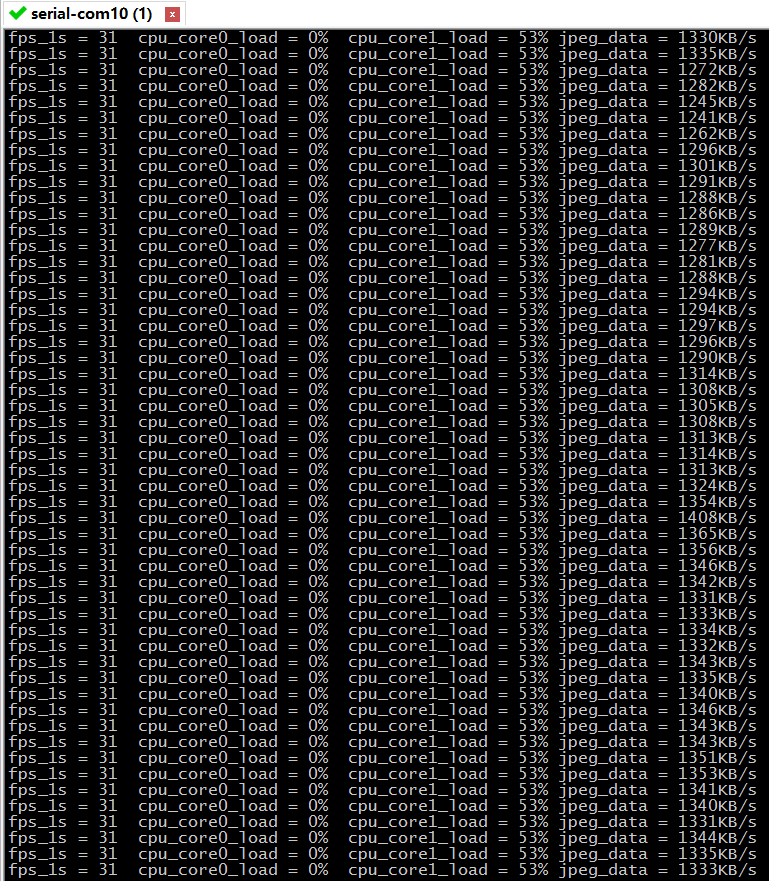 serial-com10 (1)
fps_1s = 31 cpu_core0_load = 0% cpu_core1_load = 53% jpeg_data = 1330KB/s
fps_1s = 31 cpu_core0_load = 0% cpu_core1_load = 53% jpeg_data = 1335KB/s
fps_1s = 31 cpu_core0_load = 0% cpu_core1_load = 53% jpeg_data = 1272KB/s
fps_1s = 31 cpu_core0_load = 0% cpu_core1_load = 53% jpeg_data = 1282KB/s
fps_1s = 31 cpu_core0_load = 0% cpu_core1_load = 53% jpeg_data = 1245KB/s
fps_1s = 31 cpu_core0_load = 0% cpu_core1_load = 53% jpeg_data = 1241KB/s
fps_1s = 31 cpu_core0_load = 0% cpu_core1_load = 53% jpeg_data = 1262KB/s
fps_1s = 31 cpu_core0_load = 0% cpu_core1_load = 53% jpeg_data = 1296KB/s
fps_1s = 31 cpu_core0_load = 0% cpu_core1_load = 53% jpeg_data = 1301KB/s
fps_1s = 31 cpu_core0_load = 0% cpu_core1_load = 53% jpeg_data = 1291KB/s
fps_1s = 31 cpu_core0_load = 0% cpu_core1_load = 53% jpeg_data = 1288KB/s
fps_1s = 31 cpu_core0_load = 0% cpu_core1_load = 53% jpeg_data = 1286KB/s
fps_1s = 31 cpu_core0_load = 0% cpu_core1_load = 53% jpeg_data = 1289KB/s
fps_1s = 31 cpu_core0_load = 0% cpu_core1_load = 53% jpeg_data = 1277KB/s
fps_1s = 31 cpu_core0_load = 0% cpu_core1_load = 53% jpeg_data = 1281KB/s
fps_1s = 31 cpu_core0_load = 0% cpu_core1_load = 53% jpeg_data = 1288KB/s
fps_1s = 31 cpu_core0_load = 0% cpu_core1_load = 53% jpeg_data = 1294KB/s
fps_1s = 31 cpu_core0_load = 0% cpu_core1_load = 53% jpeg_data = 1294KB/s
fps_1s = 31 cpu_core0_load = 0% cpu_core1_load = 53% jpeg_data = 1297KB/s
fps_1s = 31 cpu_core0_load = 0% cpu_core1_load = 53% jpeg_data = 1296KB/s
fps_1s = 31 cpu_core0_load = 0% cpu_core1_load = 53% jpeg_data = 1290KB/s
fps_1s = 31 cpu_core0_load = 0% cpu_core1_load = 53% jpeg_data = 1314KB/s
fps_1s = 31 cpu_core0_load = 0% cpu_core1_load = 53% jpeg_data = 1308KB/s
fps_1s = 31 cpu_core0_load = 0% cpu_core1_load = 53% jpeg_data = 1305KB/s
fps_1s = 31 cpu_core0_load = 0% cpu_core1_load = 53% jpeg_data = 1308KB/s
fps_1s = 31 cpu_core0_load = 0% cpu_core1_load = 53% jpeg_data = 1313KB/s
fps_1s = 31 cpu_core0_load = 0% cpu_core1_load = 53% jpeg_data = 1314KB/s
fps_1s = 31 cpu_core0_load = 0% cpu_core1_load = 53% jpeg_data = 1313KB/s
fps_1s = 31 cpu_core0_load = 0% cpu_core1_load = 53% jpeg_data = 1324KB/s
fps_1s = 31 cpu_core0_load = 0% cpu_core1_load = 53% jpeg_data = 1354KB/s
fps_1s = 31 cpu_core0_load = 0% cpu_core1_load = 53% jpeg_data = 1408KB/s
fps_1s = 31 cpu_core0_load = 0% cpu_core1_load = 53% jpeg_data = 1365KB/s
fps_1s = 31 cpu_core0_load = 0% cpu_core1_load = 53% jpeg_data = 1356KB/s
fps_1s = 31 cpu_core0_load = 0% cpu_core1_load = 53% jpeg_data = 1346KB/s
fps_1s = 31 cpu_core0_load = 0% cpu_core1_load = 53% jpeg_data = 1342KB/s
fps_1s = 31 cpu_core0_load = 0% cpu_core1_load = 53% jpeg_data = 1331KB/s
fps_1s = 31 cpu_core0_load = 0% cpu_core1_load = 53% jpeg_data = 1333KB/s
fps_1s = 31 cpu_core0_load = 0% cpu_core1_load = 53% jpeg_data = 1334KB/s
fps_1s = 31 cpu_core0_load = 0% cpu_core1_load = 53% jpeg_data = 1332KB/s
fps_1s = 31 cpu_core0_load = 0% cpu_core1_load = 53% jpeg_data = 1343KB/s
fps_1s = 31 cpu_core0_load = 0% cpu_core1_load = 53% jpeg_data = 1335KB/s
fps_1s = 31 cpu_core0_load = 0% cpu_core1_load = 53% jpeg_data = 1340KB/s
fps_1s = 31 cpu_core0_load = 0% cpu_core1_load = 53% jpeg_data = 1346KB/s
fps_1s = 31 cpu_core0_load = 0% cpu_core1_load = 53% jpeg_data = 1343KB/s
fps_1s = 31 cpu_core0_load = 0% cpu_core1_load = 53% jpeg_data = 1343KB/s
fps_1s = 31 cpu_core0_load = 0% cpu_core1_load = 53% jpeg_data = 1351KB/s
fps_1s = 31 cpu_core0_load = 0% cpu_core1_load = 53% jpeg_data = 1353KB/s
fps_1s = 31 cpu_core0_load = 0% cpu_core1_load = 53% jpeg_data = 1341KB/s
fps_1s = 31 cpu_core0_load = 0% cpu_core1_load = 53% jpeg_data = 1340KB/s
fps_1s = 31 cpu_core0_load = 0% cpu_core1_load = 53% jpeg_data = 1331KB/s
fps_1s = 31 cpu_core0_load = 0% cpu_core1_load = 53% jpeg_data = 1344KB/s
fps_1s = 31 cpu_core0_load = 0% cpu_core1_load = 53% jpeg_data = 1335KB/s
fps_1s = 31 cpu_core0_load = 0% cpu_core1_load = 53% jpeg_data = 1333KB/s